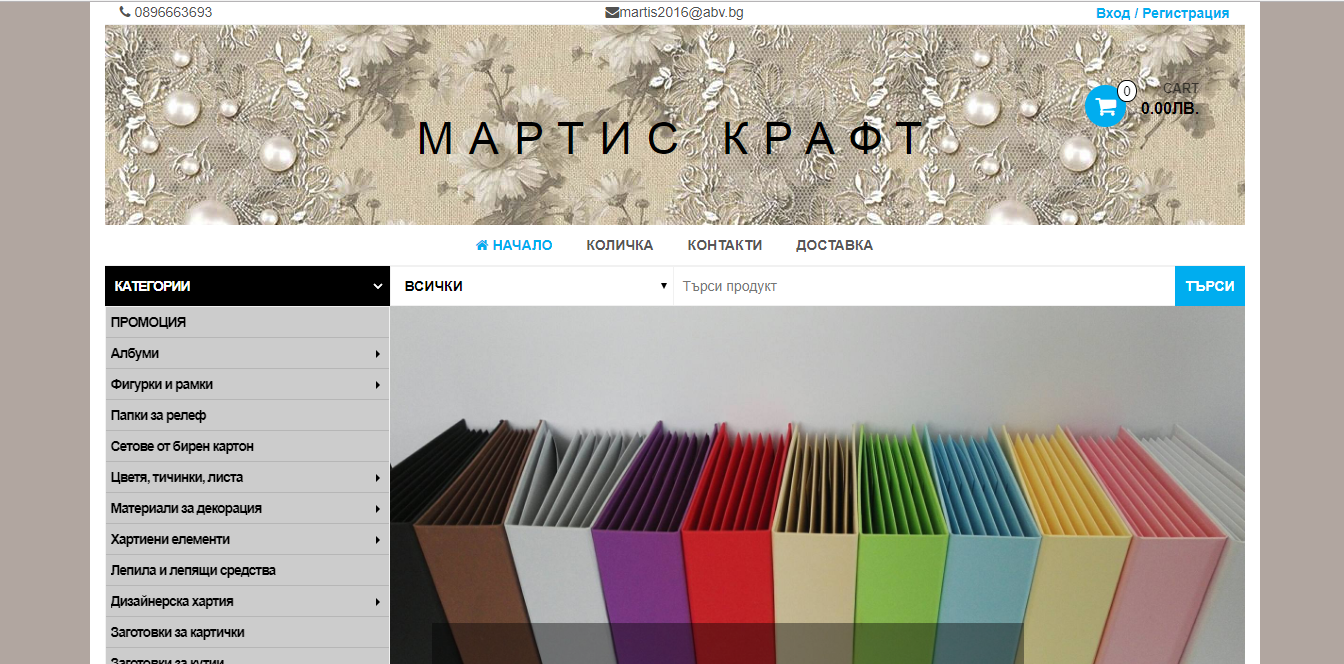 0896663693
martis2016@abv.bg
Вход / Регистрация
CART
0
0.00ЛВ.
МАРТИС КРАФТ
НАЧАЛО КОЛИЧКА КОНТАКТИ ДОСТАВКА
КАТЕГОРИИ
ВСИЧКИ
Търси продукт
ТЪРСИ
ПРОМОЦИЯ
Албуми
Фигурки и рамки
Папки за релеф
Сетове от бирен картон
Цветя, тичинки, листа
Материали за декорация
Хартиени елементи
Лепила и лепящи средства
Дизайнерска хартия
Заготовки за картички
Заготовки за кутии